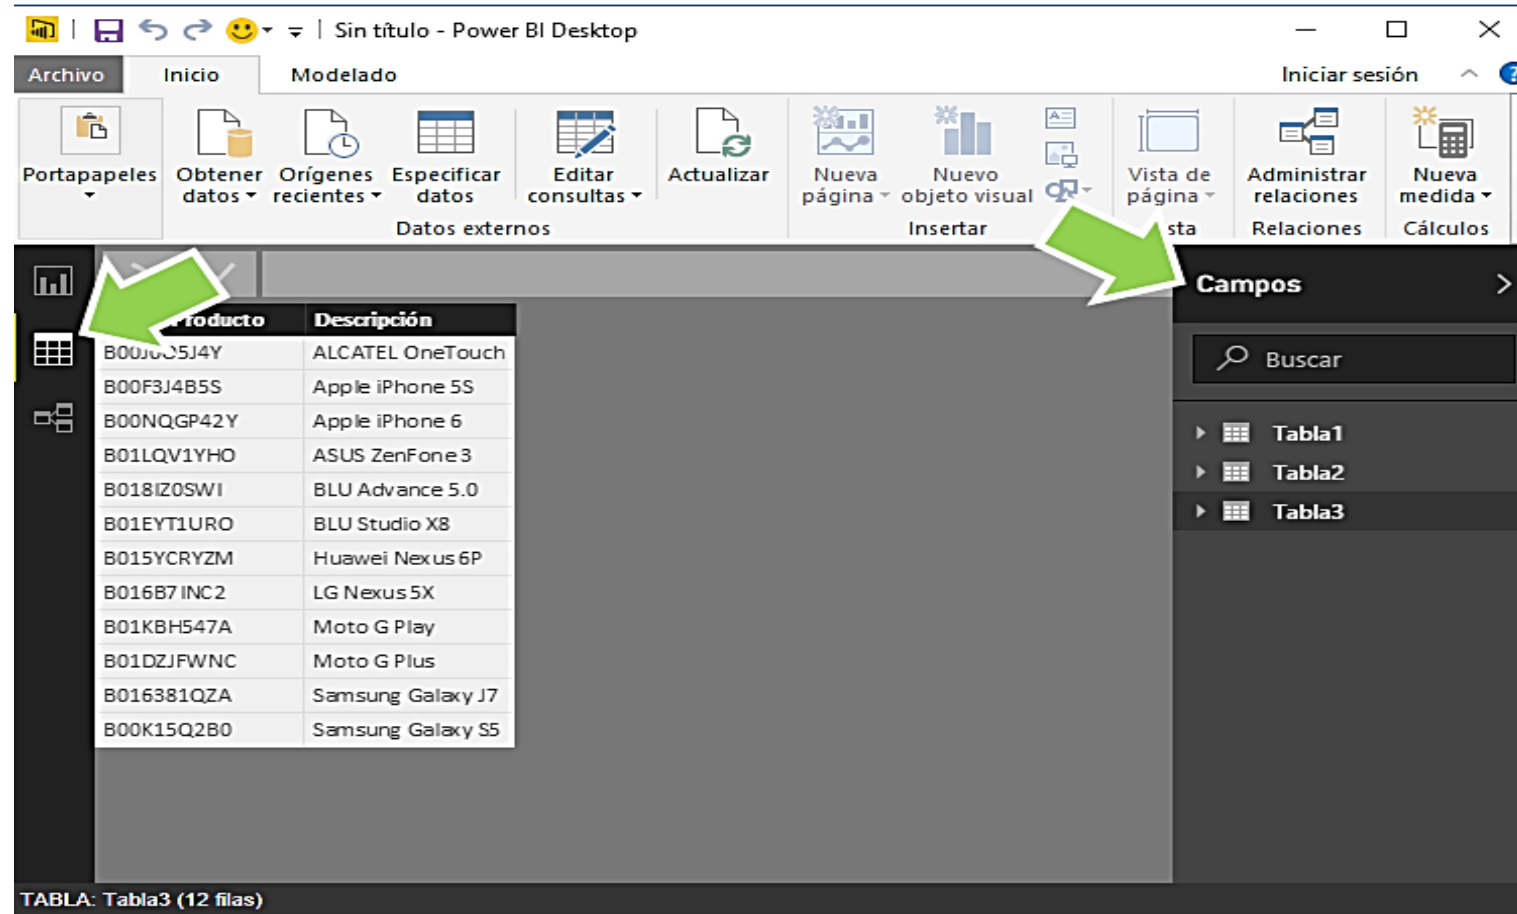 Sin título - Power BI Desktop
Archivo Inicio Modelado Iniciar sesión
Portapapeles Obtener datos Orígenes recientes Especificar datos Editar consultas Actualizar Nueva página Nuevo objeto visual Vista de página Administrar relaciones Nueva medida
Datos externos Insertar Relaciones Cálculos
Campos
Buscar
Tabla1
Tabla2
Tabla3
Producto Descripción
ALCATEL OneTouch
B00F3J4B5S Apple iPhone 5S
B00NQGP42Y Apple iPhone 6
B01LQV1YHO ASUS ZenFone 3
B018IZ0SWI BLU Advance 5.0
B01EYT1URO BLU Studio X8
B015YCRYZM Huawei Nexus 6P
B016B7INC2 LG Nexus 5X
B01KBH547A Moto G Play
B01DZJFWNC Moto G Plus
B016381QZA Samsung Galaxy J7
B00K15Q2B0 Samsung Galaxy S5
TABLA: Tabla3 (12 filas)